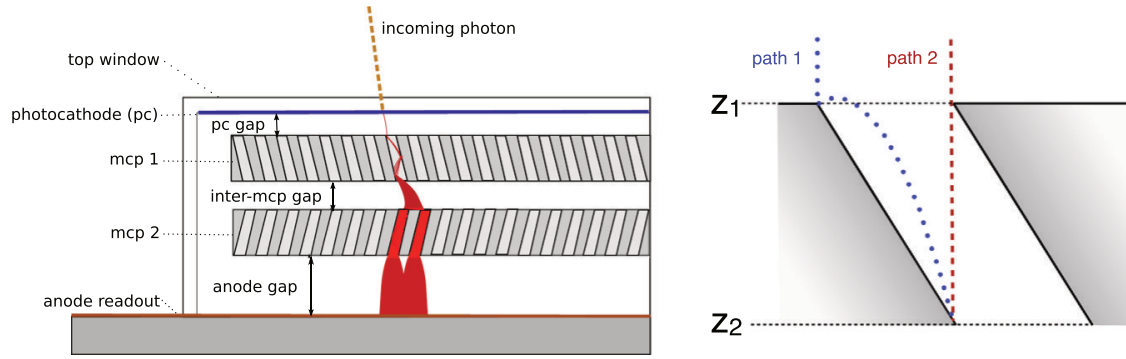 incoming photon
top window
photocathode (pc)
pc gap
mcp 1
inter-mcp gap
mcp 2
anode gap
anode readout
path 1
path 2
z1
z2